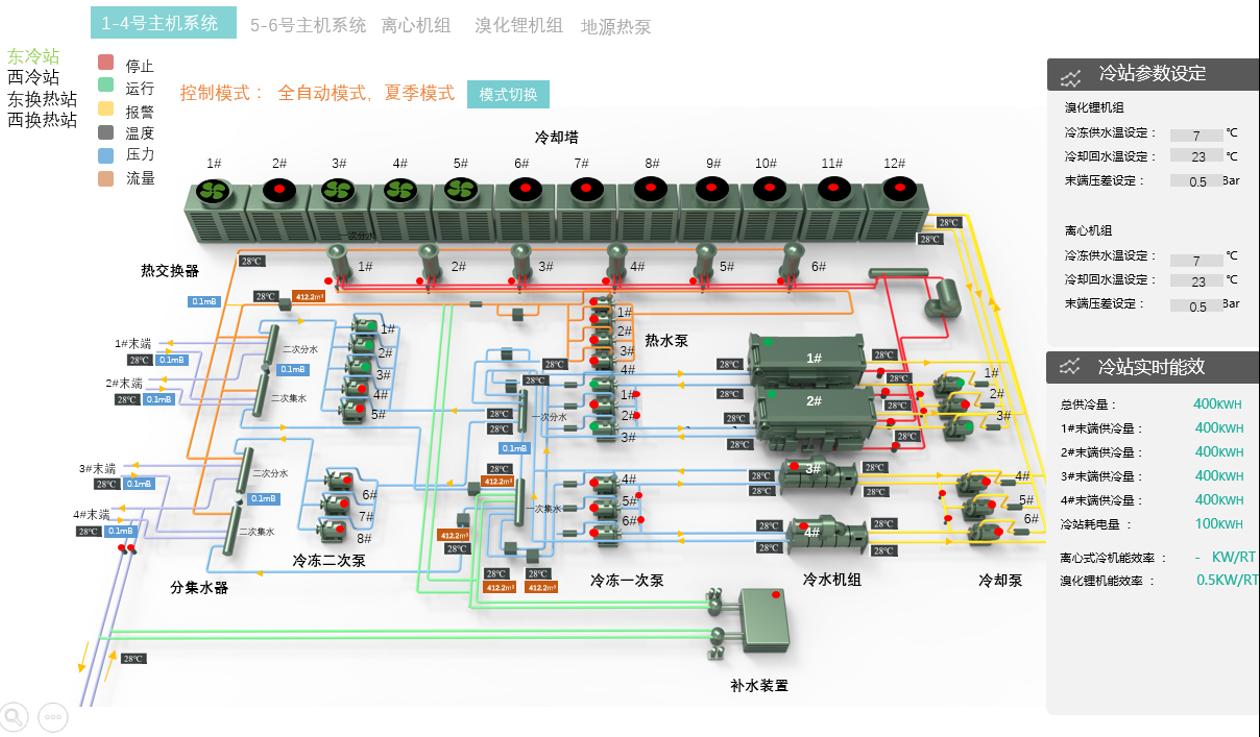 1-4号主机系统 5-6号主机系统 离心机组 溴化锂机组 地源热泵
东冷站
西冷站
东换热站
西换热站
停止
运行
报警
温度
压力
流量
控制模式： 全自动模式，夏季模式 模式切换
冷却塔
1# 2# 3# 4# 5# 6# 7# 8# 9# 10# 11# 12#
28℃
28℃
一次分水
热交换器
28℃
1# 2# 3# 4# 5# 6#
0.1mB 28℃ 412.2m³
1#末端
28℃ 0.1mB
2#末端
28℃ 0.1mB
二次分水
0.1mB
二次集水
1#
2#
3#
4#
5#
热水泵
1#
2#
3#
4#
1#
2#
3#
28℃
28℃
28℃
28℃
一次分水
0.1mB
28℃
412.2m³
一次集水
28℃ 1# 28℃
28℃ 28℃
28℃ 2# 28℃
28℃ 28℃
28℃ 3# 28℃
28℃ 28℃
28℃ 4# 28℃
28℃ 28℃
1#
2#
3#
4#
5#
6#
3#末端
28℃ 0.1mB
4#末端
28℃ 0.1mB
二次分水
0.1mB
二次集水
6#
7#
8#
4#
5#
6#
412.2m³
28℃
28℃ 28℃
412.2m³ 412.2m³
分集水器
冷冻二次泵
冷冻一次泵
冷水机组
冷却泵
28℃
补水装置
冷站参数设定
溴化锂机组
冷冻供水温设定： 7 ℃
冷却回水温设定： 23 ℃
末端压差设定： 0.5 Bar
离心机组
冷冻供水温设定： 7 ℃
冷却回水温设定： 23 ℃
末端压差设定： 0.5 Bar
冷站实时能效
总供冷量： 400KWH
1#末端供冷量： 400KWH
2#末端供冷量： 400KWH
3#末端供冷量： 400KWH
4#末端供冷量： 400KWH
冷站耗电量： 100KWH
离心式冷机能效率： - KW/RT
溴化锂机能效率： 0.5KW/RT